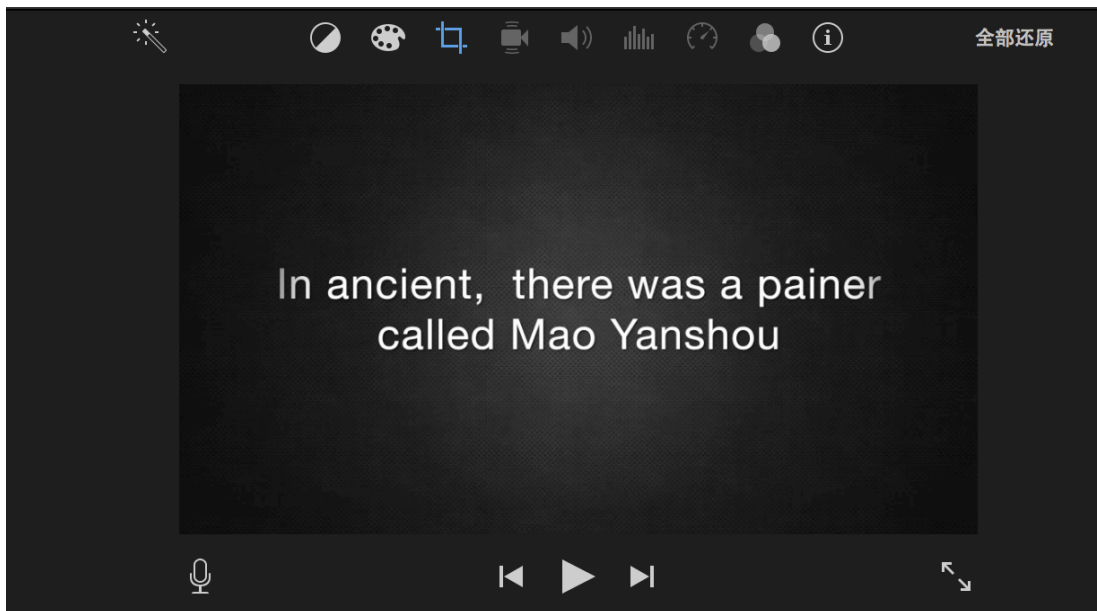 全部还原
In ancient,  there was a painer
called Mao Yanshou